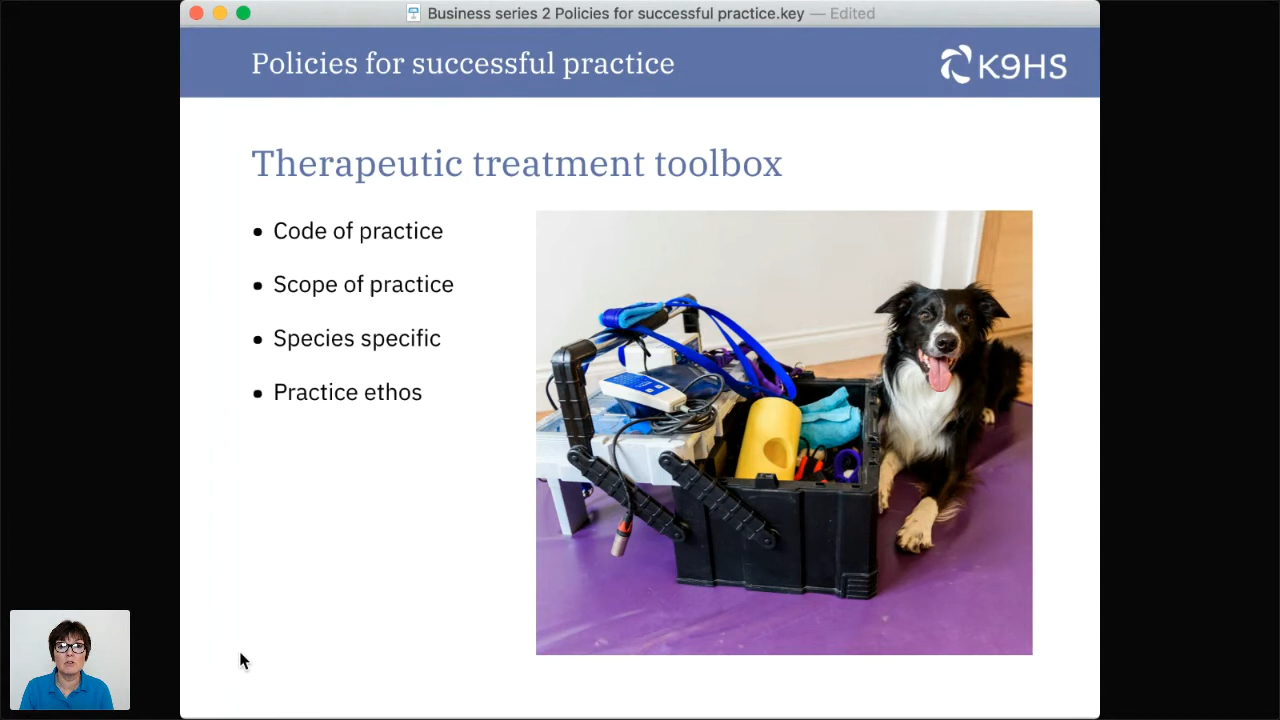 Business series 2 Policies for successful practice.key — Edited
Policies for successful practice
K9HS
Therapeutic treatment toolbox
• Code of practice
• Scope of practice
• Species specific
• Practice ethos